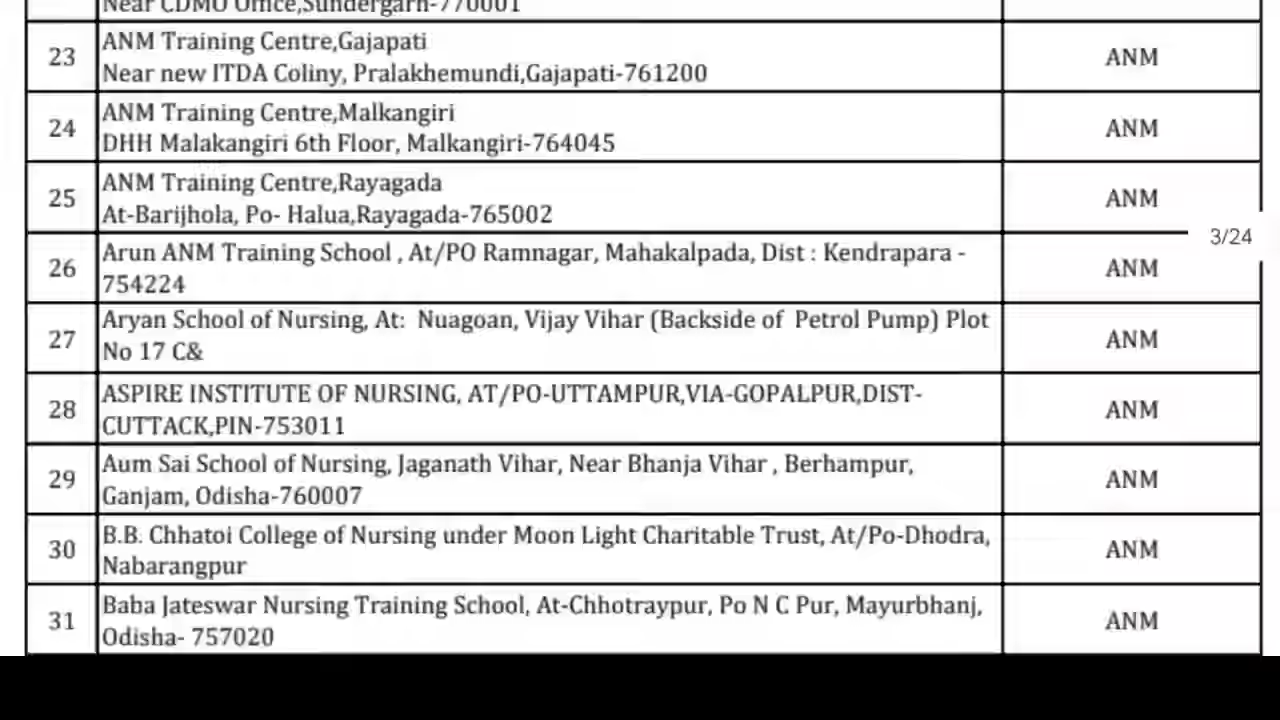 Near CDMO Office,Sundergarh-770001
23
ANM Training Centre,Gajapati
Near new ITDA Coliny, Pralakhemundi,Gajapati-761200
ANM
24
ANM Training Centre,Malkangiri
DHH Malakangiri 6th Floor, Malkangiri-764045
ANM
25
ANM Training Centre,Rayagada
At-Barijhola, Po- Halua,Rayagada-765002
ANM
3/24
26
Arun ANM Training School , At/PO Ramnagar, Mahakalpada, Dist : Kendrapara -
754224
ANM
27
Aryan School of Nursing, At:  Nuagoan, Vijay Vihar (Backside of  Petrol Pump) Plot
No 17 C&
ANM
28
ASPIRE INSTITUTE OF NURSING, AT/PO-UTTAMPUR,VIA-GOPALPUR,DIST-
CUTTACK,PIN-753011
ANM
29
Aum Sai School of Nursing, Jaganath Vihar, Near Bhanja Vihar , Berhampur,
Ganjam, Odisha-760007
ANM
30
B.B. Chhatoi College of Nursing under Moon Light Charitable Trust, At/Po-Dhodra,
Nabarangpur
ANM
31
Baba Jateswar Nursing Training School, At-Chhotraypur, Po N C Pur, Mayurbhanj,
Odisha- 757020
ANM